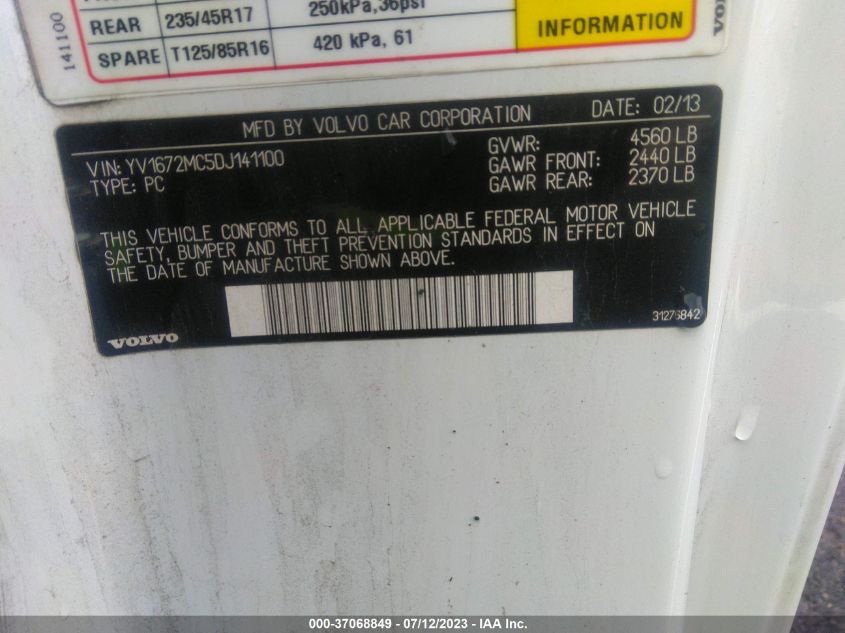 REAR 235/45R17 250kPa,36psi
SPARE T125/85R16 420 kPa, 61
INFORMATION
141100
VOLVO
MFD BY VOLVO CAR CORPORATION DATE: 02/13
VIN: YV1672MC5DJ141100 GVWR: 4560 LB
TYPE: PC GAWR FRONT: 2440 LB
GAWR REAR: 2370 LB
THIS VEHICLE CONFORMS TO ALL APPLICABLE FEDERAL MOTOR VEHICLE
SAFETY, BUMPER AND THEFT PREVENTION STANDARDS IN EFFECT ON
THE DATE OF MANUFACTURE SHOWN ABOVE.
VOLVO 31276842
000-37068849 - 07/12/2023 - IAA Inc.